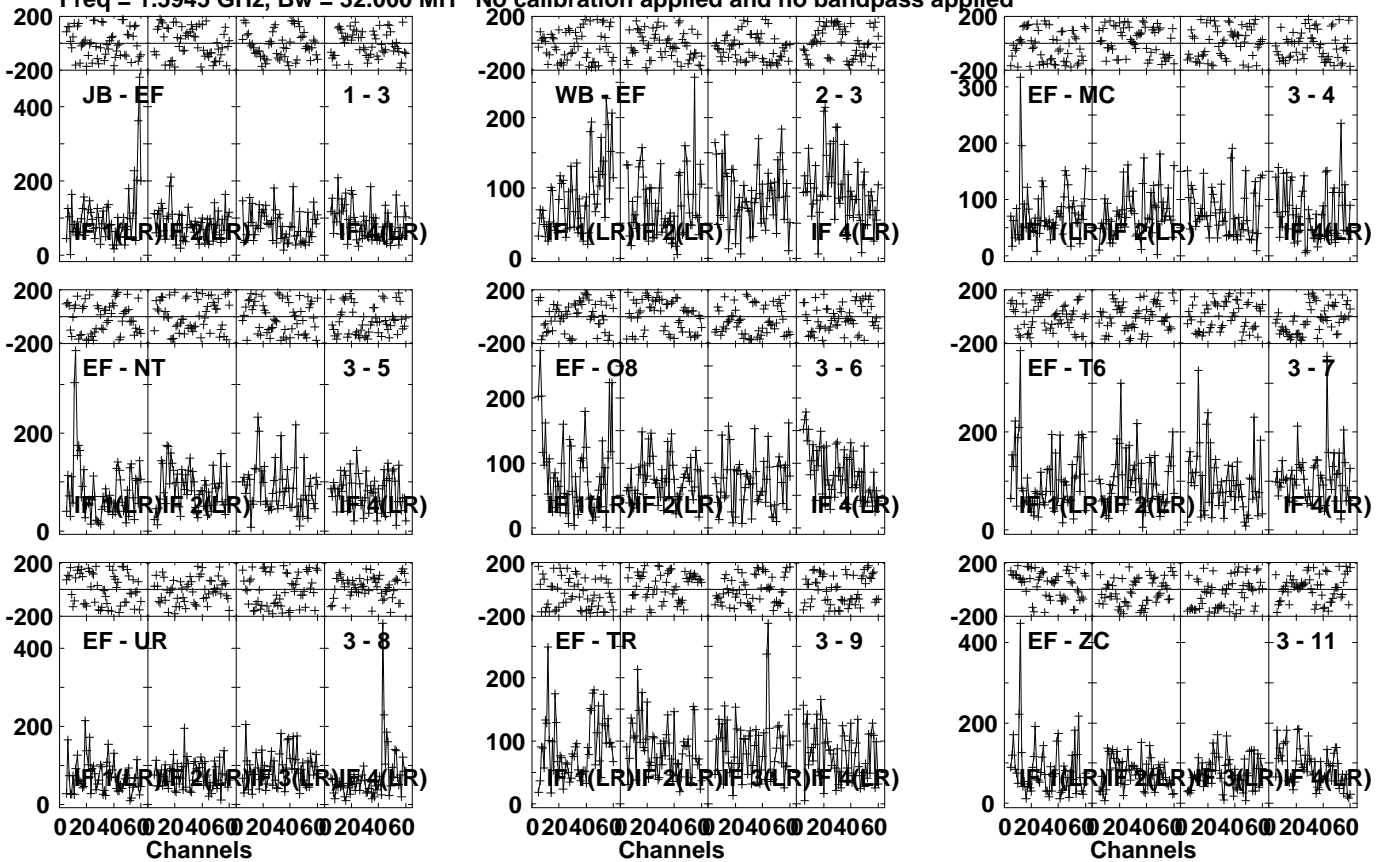 Freq = 1.5945 GHz, Bw = 32.000 MH No calibration applied and no bandpass applied
200 200 200
-200 -200
JB - EF 1 - 3 WB - EF 2 - 3 EF - MC 3 - 4
400 300
200 200 200
100 100
0 0 0
IF 1(LR) IF 2(LR) IF 4(LR) IF 1(LR) IF 2(LR) IF 4(LR) IF 1(LR) IF 2(LR) IF 4(LR)
200 200 200
-200 -200 -200
EF - NT 3 - 5 EF - O8 3 - 6 EF - T6 3 - 7
200 200 200
100
0 0 0
IF 1(LR) IF 2(LR) IF 4(LR) IF 1(LR) IF 2(LR) IF 4(LR) IF 1(LR) IF 2(LR) IF 4(LR)
200 200 200
-200 -200 -200
EF - UR 3 - 8 EF - TR 3 - 9 EF - ZC 3 - 11
400 400
200 200 200
100
0 0 0
IF 1(LR) IF 2(LR) IF 3(LR) IF 4(LR) IF 1(LR) IF 2(LR) IF 3(LR) IF 4(LR) IF 1(LR) IF 2(LR) IF 3(LR) IF 4(LR)
0 20 40 60 0 20 40 60 0 20 40 60 0 20 40 60 0 20 40 60 0 20 40 60 0 20 40 60 0 20 40 60 0 20 40 60 0 20 40 60 0 20 40 60 0 20 40 60
Channels Channels Channels